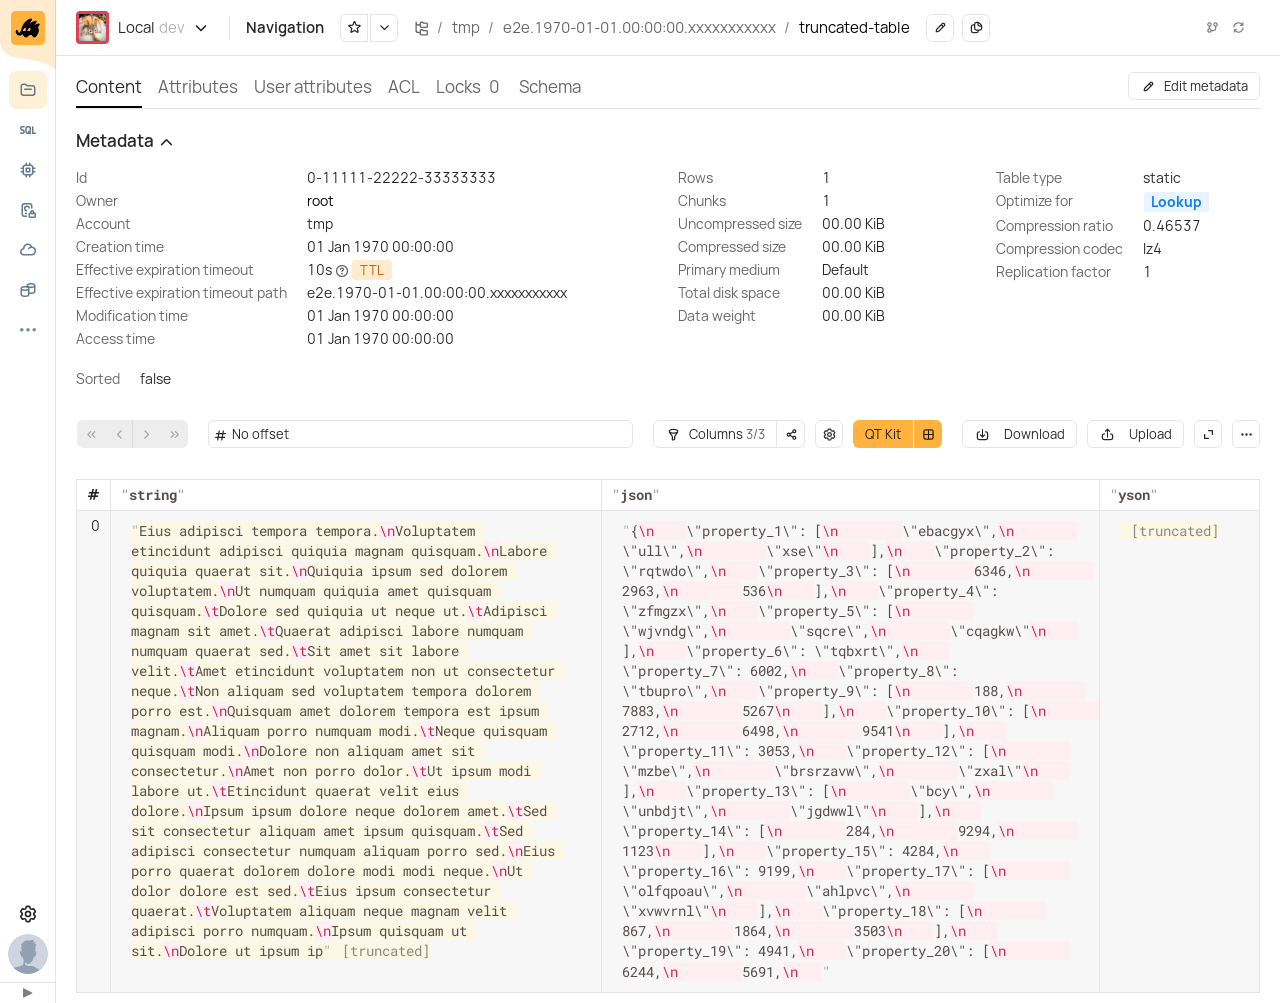 Local dev Navigation / tmp / e2e.1970-01-01.00:00:00.xxxxxxxxxxx / truncated-table
Content Attributes User attributes ACL Locks 0 Schema Edit metadata
SQL
Metadata
Id 0-11111-22222-33333333 Rows 1 Table type static
Owner root Chunks 1 Optimize for Lookup
Account tmp Uncompressed size 00.00 KiB Compression ratio 0.46537
Creation time 01 Jan 1970 00:00:00 Compressed size 00.00 KiB Compression codec lz4
Effective expiration timeout 10s TTL Primary medium Default Replication factor 1
Effective expiration timeout path e2e.1970-01-01.00:00:00.xxxxxxxxxxx Total disk space 00.00 KiB
Modification time 01 Jan 1970 00:00:00 Data weight 00.00 KiB
Access time 01 Jan 1970 00:00:00
Sorted false
# No offset Columns 3/3 QT Kit Download Upload
# "string" "json" "yson"
0
"Eius adipisci tempora tempora.\nVoluptatem
etincidunt adipisci quiquia magnam quisquam.\nLabore
quiquia quaerat sit.\nQuiquia ipsum sed dolorem
voluptatem.\nUt numquam quiquia amet quisquam
quisquam.\tDolore sed quiquia ut neque ut.\tAdipisci
magnam sit amet.\tQuaerat adipisci labore numquam
numquam quaerat sed.\tSit amet sit labore
velit.\tAmet etincidunt voluptatem non ut consectetur
neque.\tNon aliquam sed voluptatem tempora dolorem
porro est.\nQuisquam amet dolorem tempora est ipsum
magnam.\nAliquam porro numquam modi.\tNeque quisquam
quisquam modi.\nDolore non aliquam amet sit
consectetur.\nAmet non porro dolor.\tUt ipsum modi
labore ut.\tEtincidunt quaerat velit eius
dolore.\nIpsum ipsum dolore neque dolorem amet.\tSed
sit consectetur aliquam amet ipsum quisquam.\tSed
adipisci consectetur numquam aliquam porro sed.\nEius
porro quaerat dolorem dolore modi modi neque.\nUt
dolor dolore est sed.\tEius ipsum consectetur
quaerat.\tVoluptatem aliquam neque magnam velit
adipisci porro numquam.\nIpsum quisquam ut
sit.\nDolore ut ipsum ip" [truncated]
"{\n    \"property_1\": [\n        \"ebacgyx\",\n
\"ull\",\n        \"xse\"\n    ],\n    \"property_2\":
\"rqtwdo\",\n    \"property_3\": [\n        6346,\n
2963,\n        536\n    ],\n    \"property_4\":
\"zfmgzx\",\n    \"property_5\": [\n
\"wjvndg\",\n        \"sqcre\",\n        \"cqagkw\"\n
],\n    \"property_6\": \"tqbxrt\",\n
\"property_7\": 6002,\n    \"property_8\":
\"tbupro\",\n    \"property_9\": [\n        188,\n
7883,\n        5267\n    ],\n    \"property_10\": [\n
2712,\n        6498,\n        9541\n    ],\n
\"property_11\": 3053,\n    \"property_12\": [\n
\"mzbe\",\n        \"brsrzavw\",\n        \"zxal\"\n
],\n    \"property_13\": [\n        \"bcy\",\n
\"unbdjt\",\n        \"jgdwwl\"\n    ],\n
\"property_14\": [\n        284,\n        9294,\n
1123\n    ],\n    \"property_15\": 4284,\n
\"property_16\": 9199,\n    \"property_17\": [\n
\"olfqpoau\",\n        \"ahlpvc\",\n
\"xvwvrnl\"\n    ],\n    \"property_18\": [\n
867,\n        1864,\n        3503\n    ],\n
\"property_19\": 4941,\n    \"property_20\": [\n
6244,\n        5691,\n   "
[truncated]